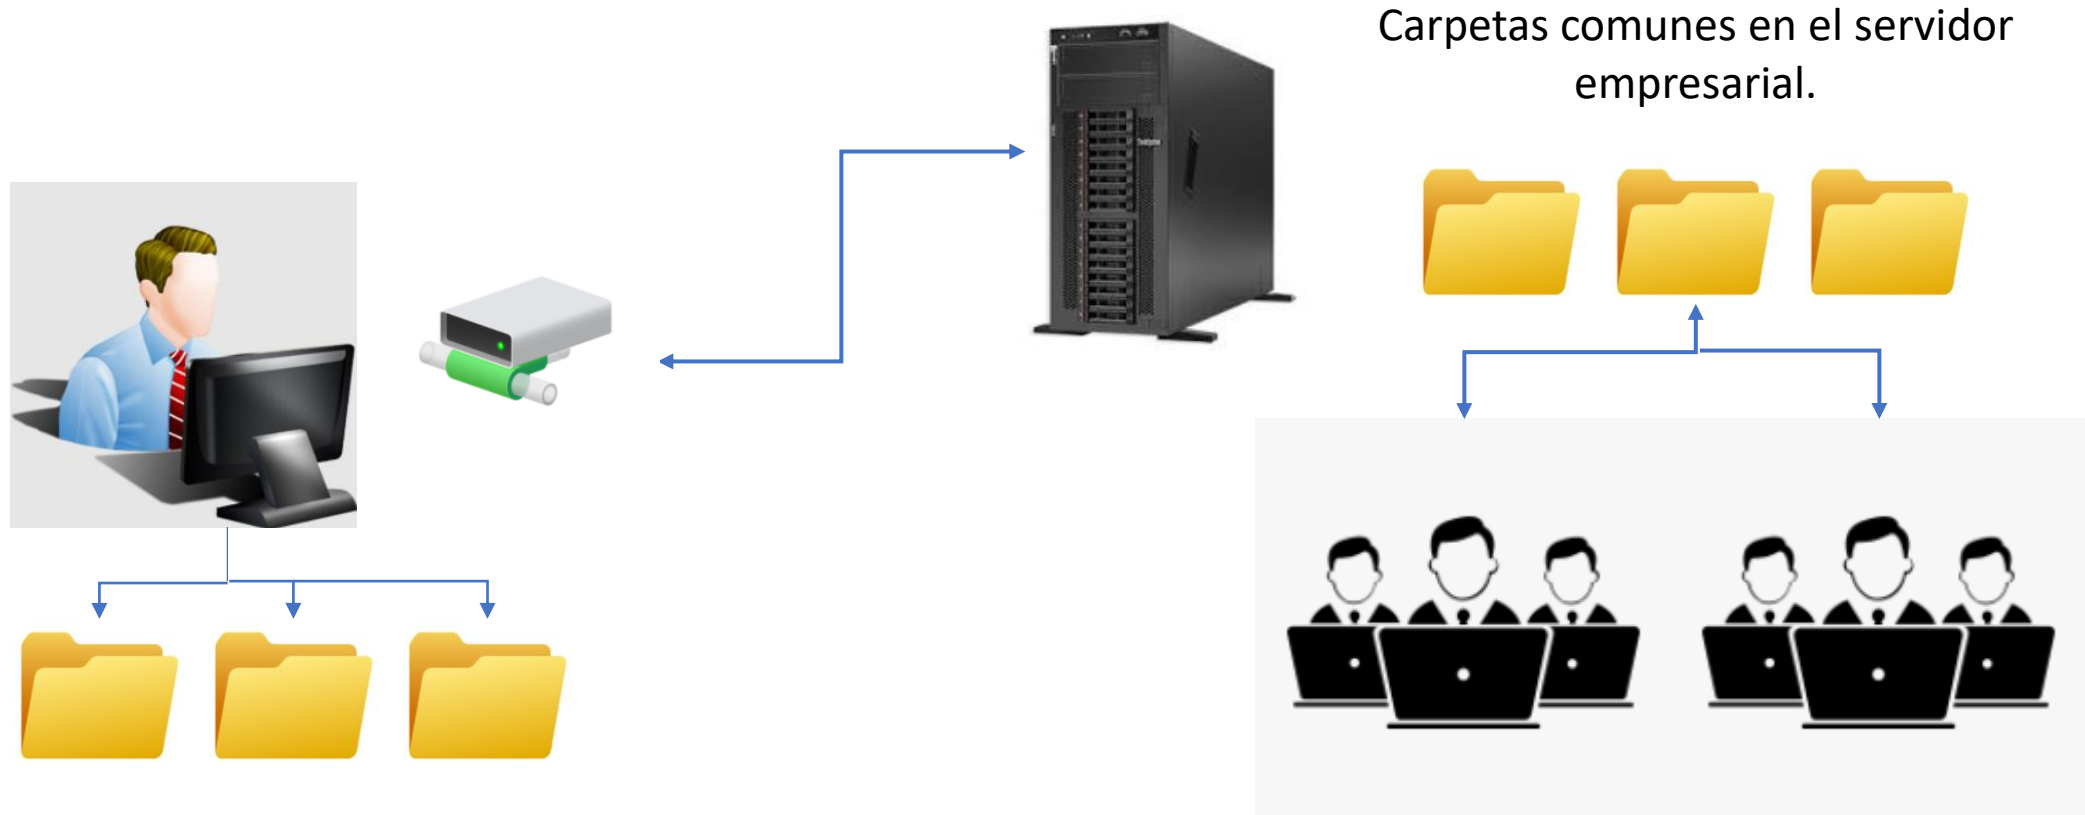 Carpetas comunes en el servidor
empresarial.